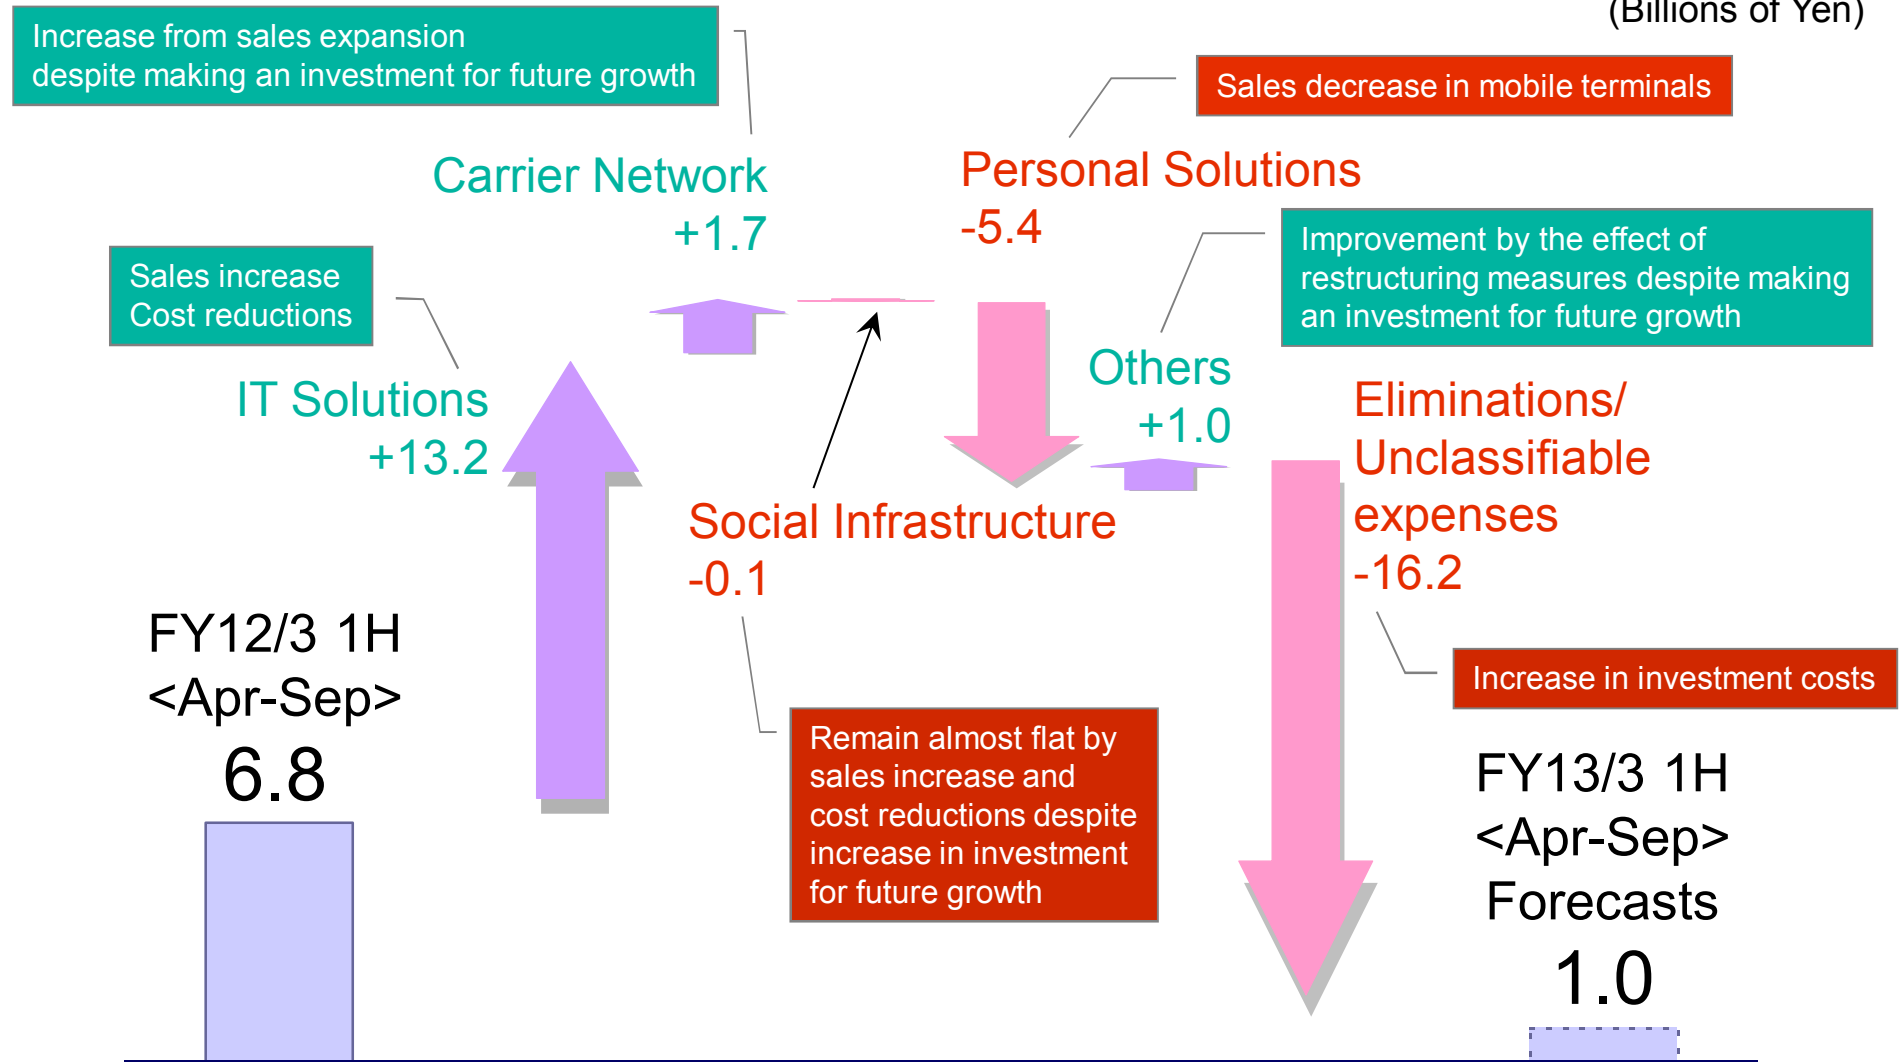 (Billions of Yen)
Increase from sales expansion
despite making an investment for future growth
Sales decrease in mobile terminals
Carrier Network
+1.7
Personal Solutions
-5.4
Improvement by the effect of
restructuring measures despite making
an investment for future growth
Sales increase
Cost reductions
IT Solutions
+13.2
Others
+1.0
Eliminations/
Unclassifiable
expenses
-16.2
Social Infrastructure
-0.1
Increase in investment costs
FY12/3 1H
<Apr-Sep>
6.8
Remain almost flat by
sales increase and
cost reductions despite
increase in investment
for future growth
FY13/3 1H
<Apr-Sep>
Forecasts
1.0